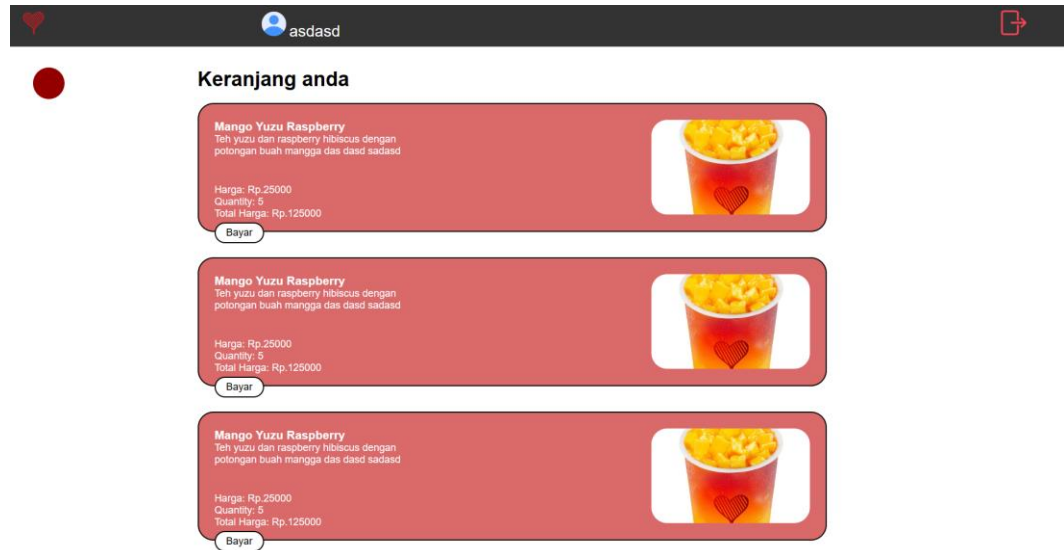 asdasd
Keranjang anda
Mango Yuzu Raspberry
Teh yuzu dan raspberry hibiscus dengan
potongan buah mangga das dasd sadasd
Harga: Rp.25000
Quantity: 5
Total Harga: Rp.125000
Bayar
Mango Yuzu Raspberry
Teh yuzu dan raspberry hibiscus dengan
potongan buah mangga das dasd sadasd
Harga: Rp.25000
Quantity: 5
Total Harga: Rp.125000
Bayar
Mango Yuzu Raspberry
Teh yuzu dan raspberry hibiscus dengan
potongan buah mangga das dasd sadasd
Harga: Rp.25000
Quantity: 5
Total Harga: Rp.125000
Bayar